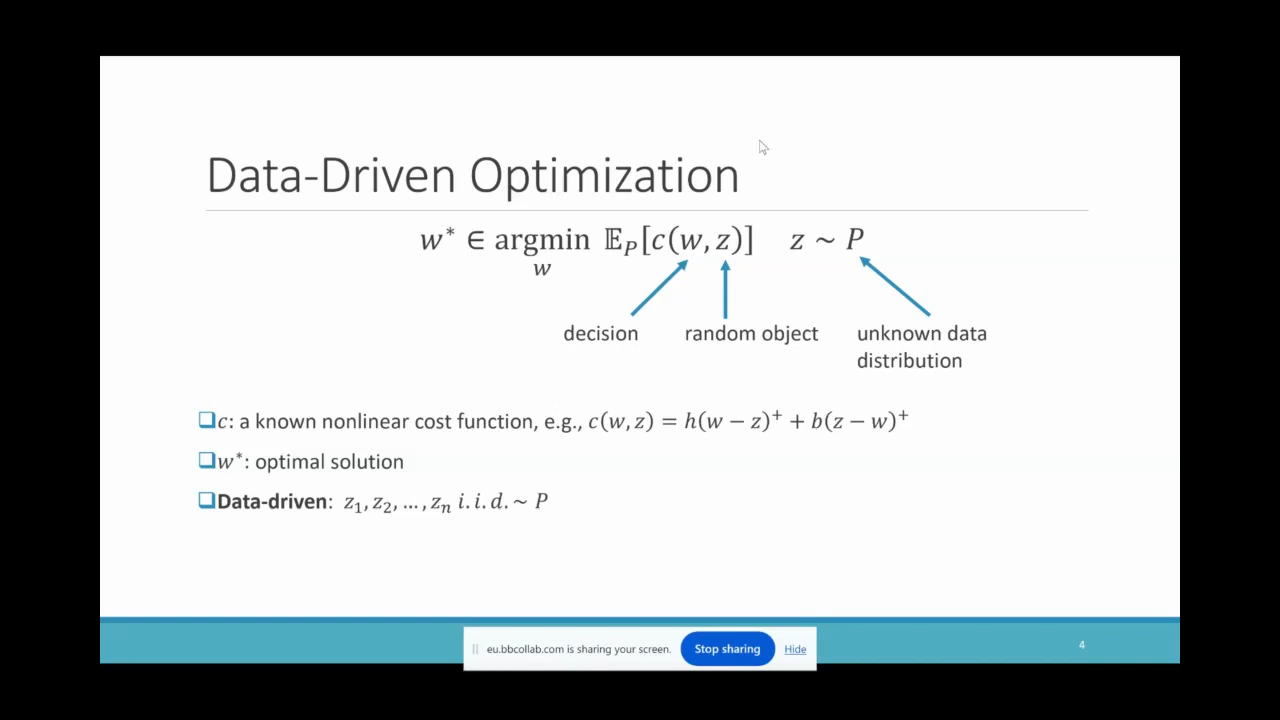 Data-Driven Optimization
w* ∈ argmin 𝔼_P[c(w, z)] z ~ P
w
decision random object unknown data
distribution
c: a known nonlinear cost function, e.g., c(w, z) = h(w − z)⁺ + b(z − w)⁺
w*: optimal solution
Data-driven: z₁, z₂, … , zₙ i.i.d. ~ P
eu.bbcollab.com is sharing your screen. Stop sharing Hide
4